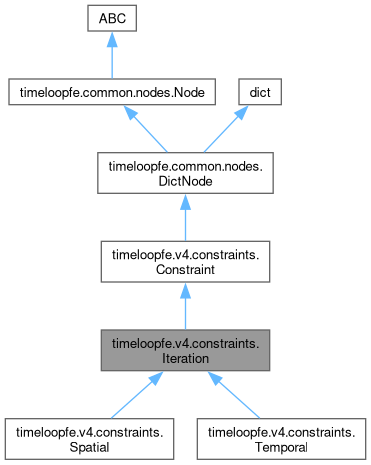 ABC
timeloopfe.common.nodes.Node
dict
timeloopfe.common.nodes.
DictNode
timeloopfe.v4.constraints.
Constraint
timeloopfe.v4.constraints.
Iteration
timeloopfe.v4.constraints.
Spatial
timeloopfe.v4.constraints.
Temporal